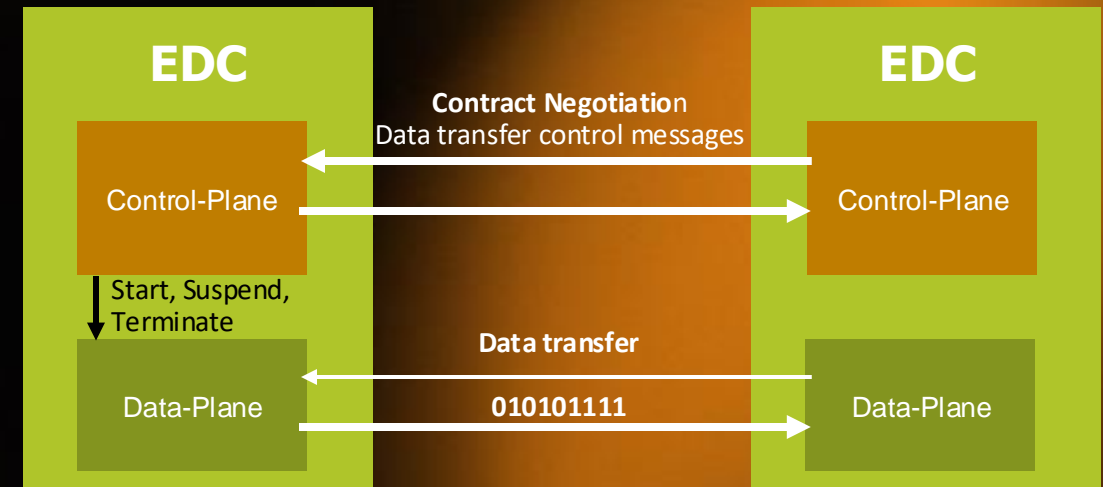 EDC
EDC
Contract Negotiation
Data transfer control messages
Control-Plane
Control-Plane
Start, Suspend,
Terminate
Data transfer
Data-Plane
010101111
Data-Plane